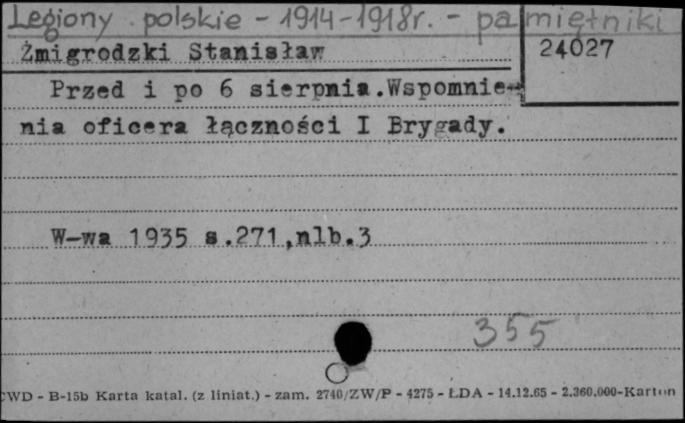 Legiony polskie - 1914-1918r. - pamiętniki
Żmigrodzki Stanisław
24027
Przed i po 6 sierpnia.Wspomnie-
nia oficera łączności I Brygady.
W-wa 1935 s.271,nlb.3
355
CWD - B-15b Karta katal. (z liniat.) - zam. 2740/ZW/P - 4275 - ŁDA - 14.12.65 - 2.360.000-Karton